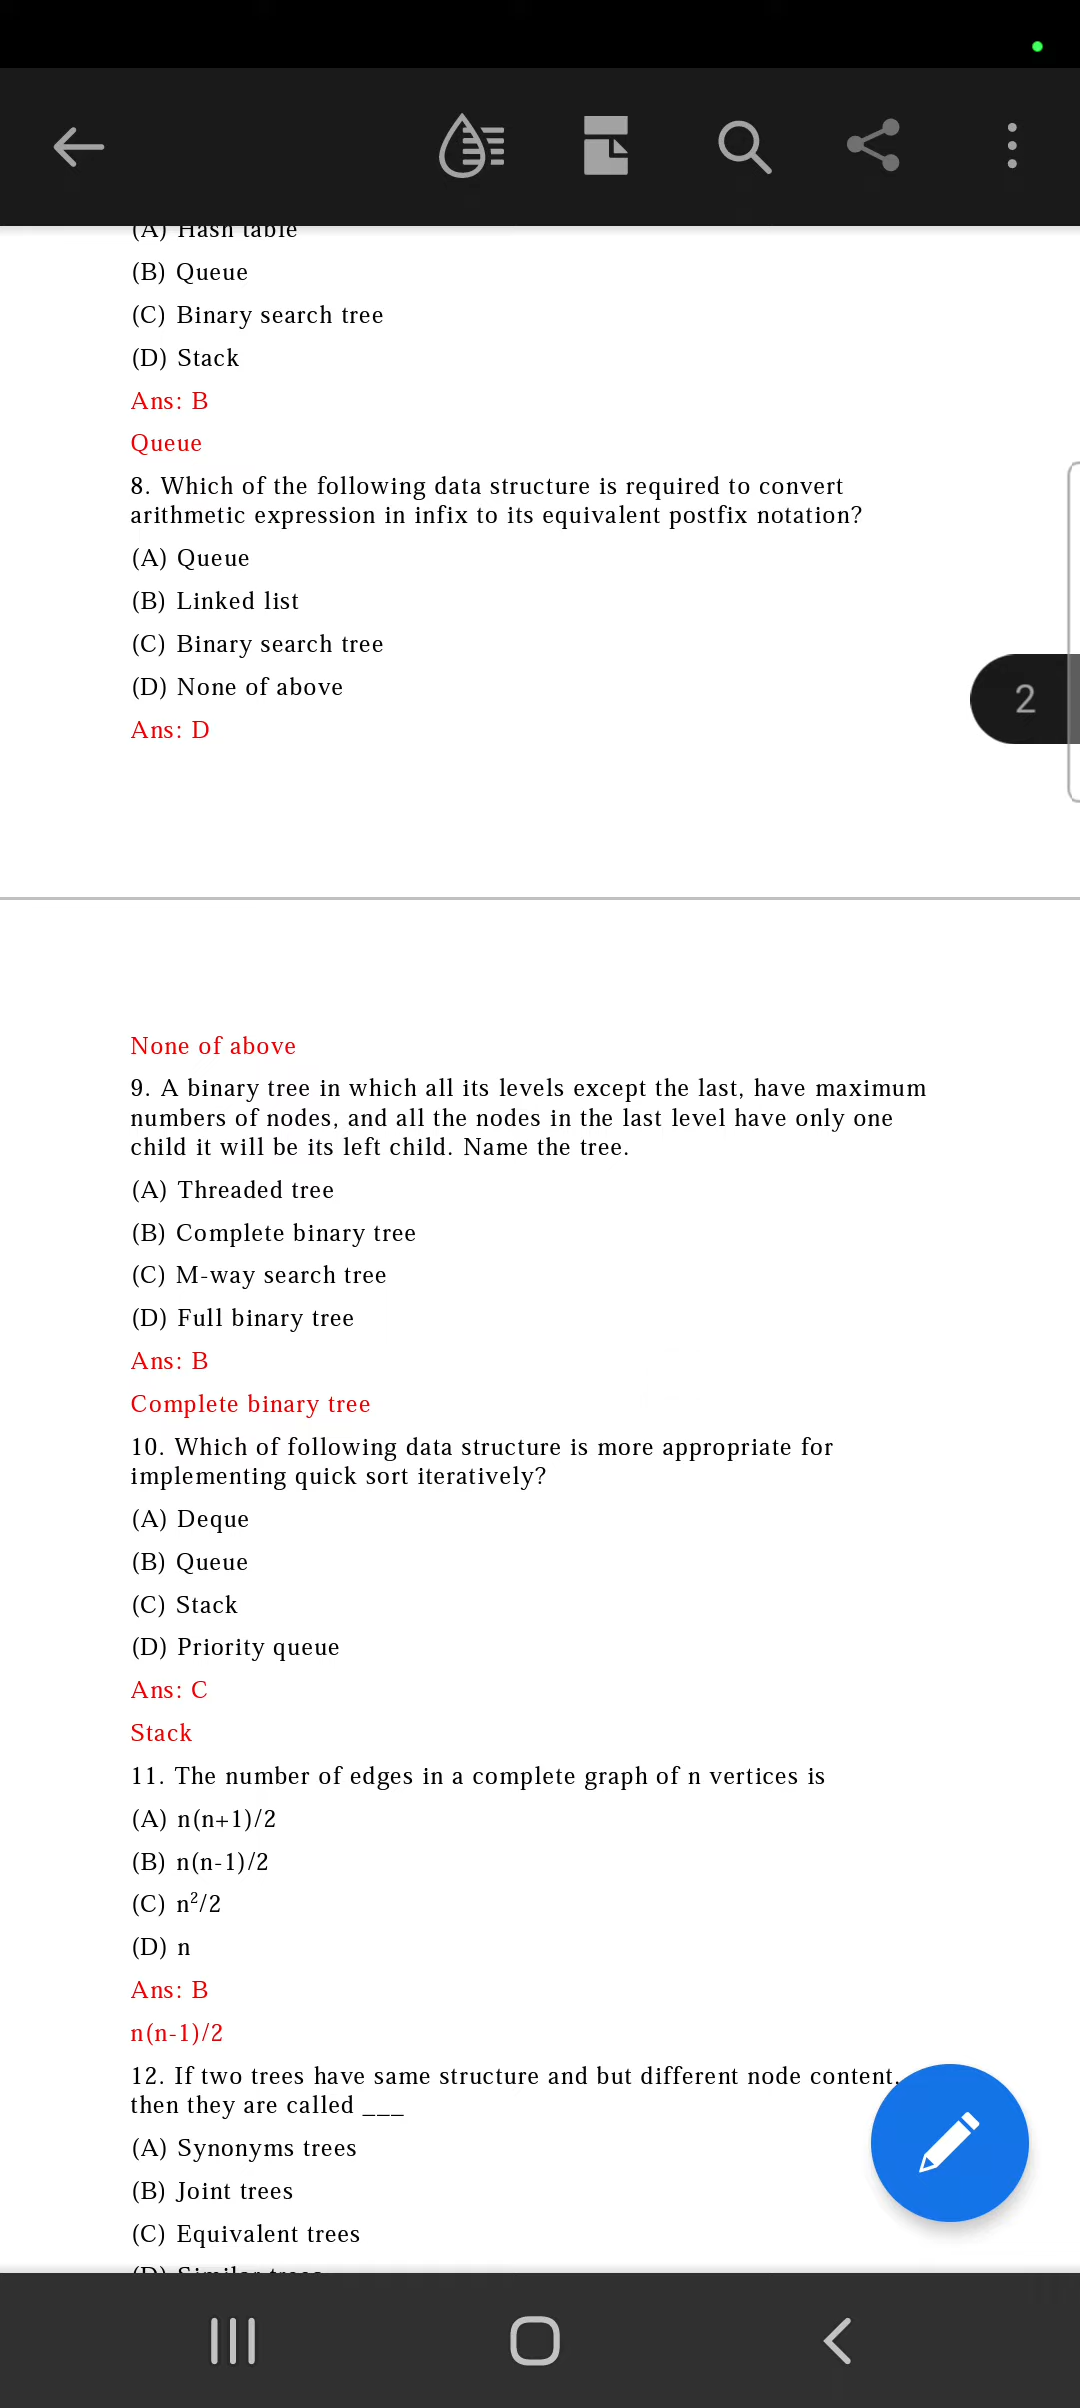 (A) Hash table
(B) Queue
(C) Binary search tree
(D) Stack
Ans: B
Queue
8. Which of the following data structure is required to convert
arithmetic expression in infix to its equivalent postfix notation?
(A) Queue
(B) Linked list
(C) Binary search tree
(D) None of above
Ans: D
2
None of above
9. A binary tree in which all its levels except the last, have maximum
numbers of nodes, and all the nodes in the last level have only one
child it will be its left child. Name the tree.
(A) Threaded tree
(B) Complete binary tree
(C) M-way search tree
(D) Full binary tree
Ans: B
Complete binary tree
10. Which of following data structure is more appropriate for
implementing quick sort iteratively?
(A) Deque
(B) Queue
(C) Stack
(D) Priority queue
Ans: C
Stack
11. The number of edges in a complete graph of n vertices is
(A) n(n+1)/2
(B) n(n-1)/2
(C) n²/2
(D) n
Ans: B
n(n-1)/2
12. If two trees have same structure and but different node content,
then they are called ___
(A) Synonyms trees
(B) Joint trees
(C) Equivalent trees
(D) Similar trees